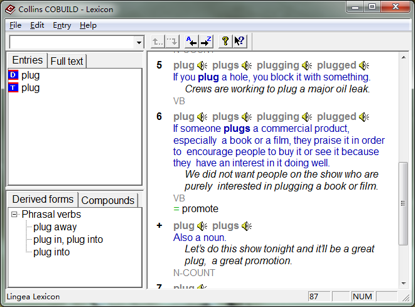 Collins COBUILD - Lexicon
File Edit Entry Help
Entries Full text
D plug
T plug
Derived forms Compounds
Phrasal verbs
plug away
plug in, plug into
plug into
N-COUNT
5 plug plugs plugging plugged
If you plug a hole, you block it with something.
Crews are working to plug a major oil leak.
VB
6 plug plugs plugging plugged
If someone plugs a commercial product,
especially a book or a film, they praise it in order
to encourage people to buy it or see it because
they have an interest in it doing well.
We did not want people on the show who are
purely interested in plugging a book or film.
VB
= promote
+ plug plugs
Also a noun.
Let's do this show tonight and it'll be a great
plug, a great promotion.
N-COUNT
7 plug
Lingea Lexicon 87 NUM